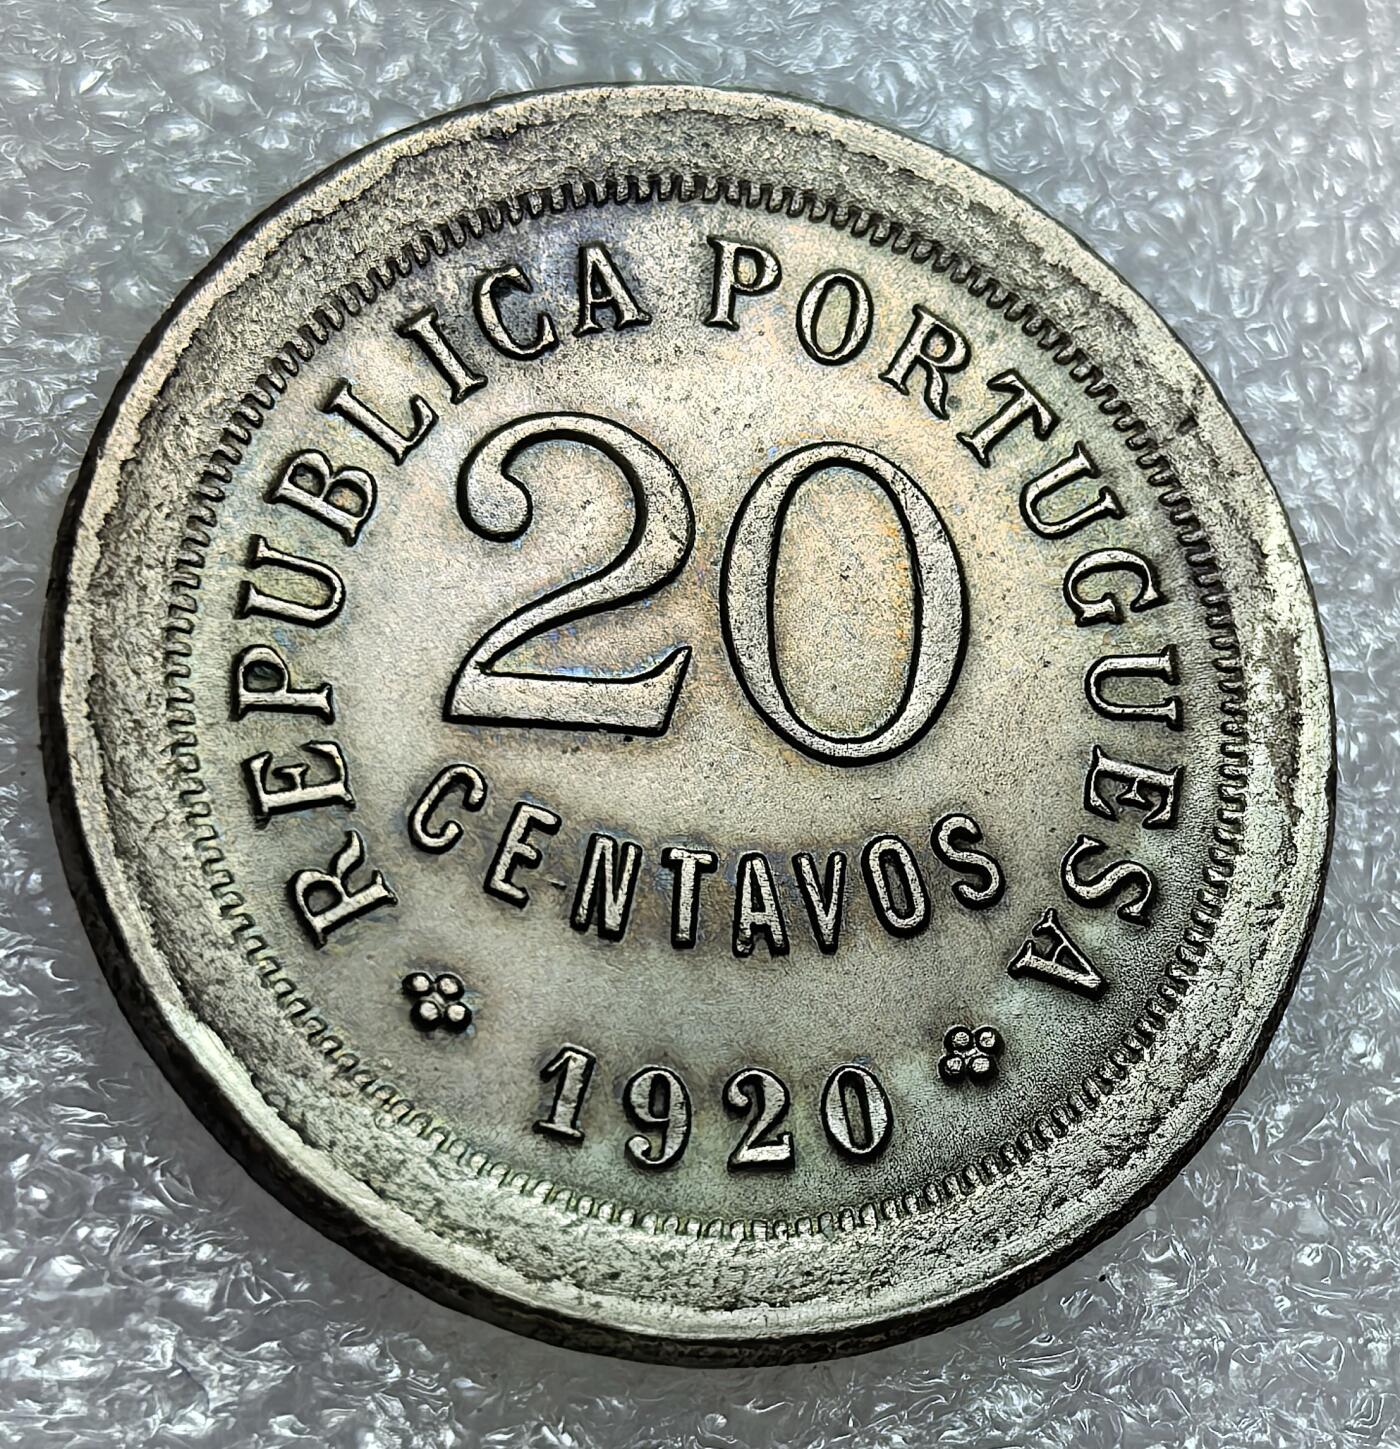 REPUBLICA PORTUGUESA
20
CENTAVOS
1920